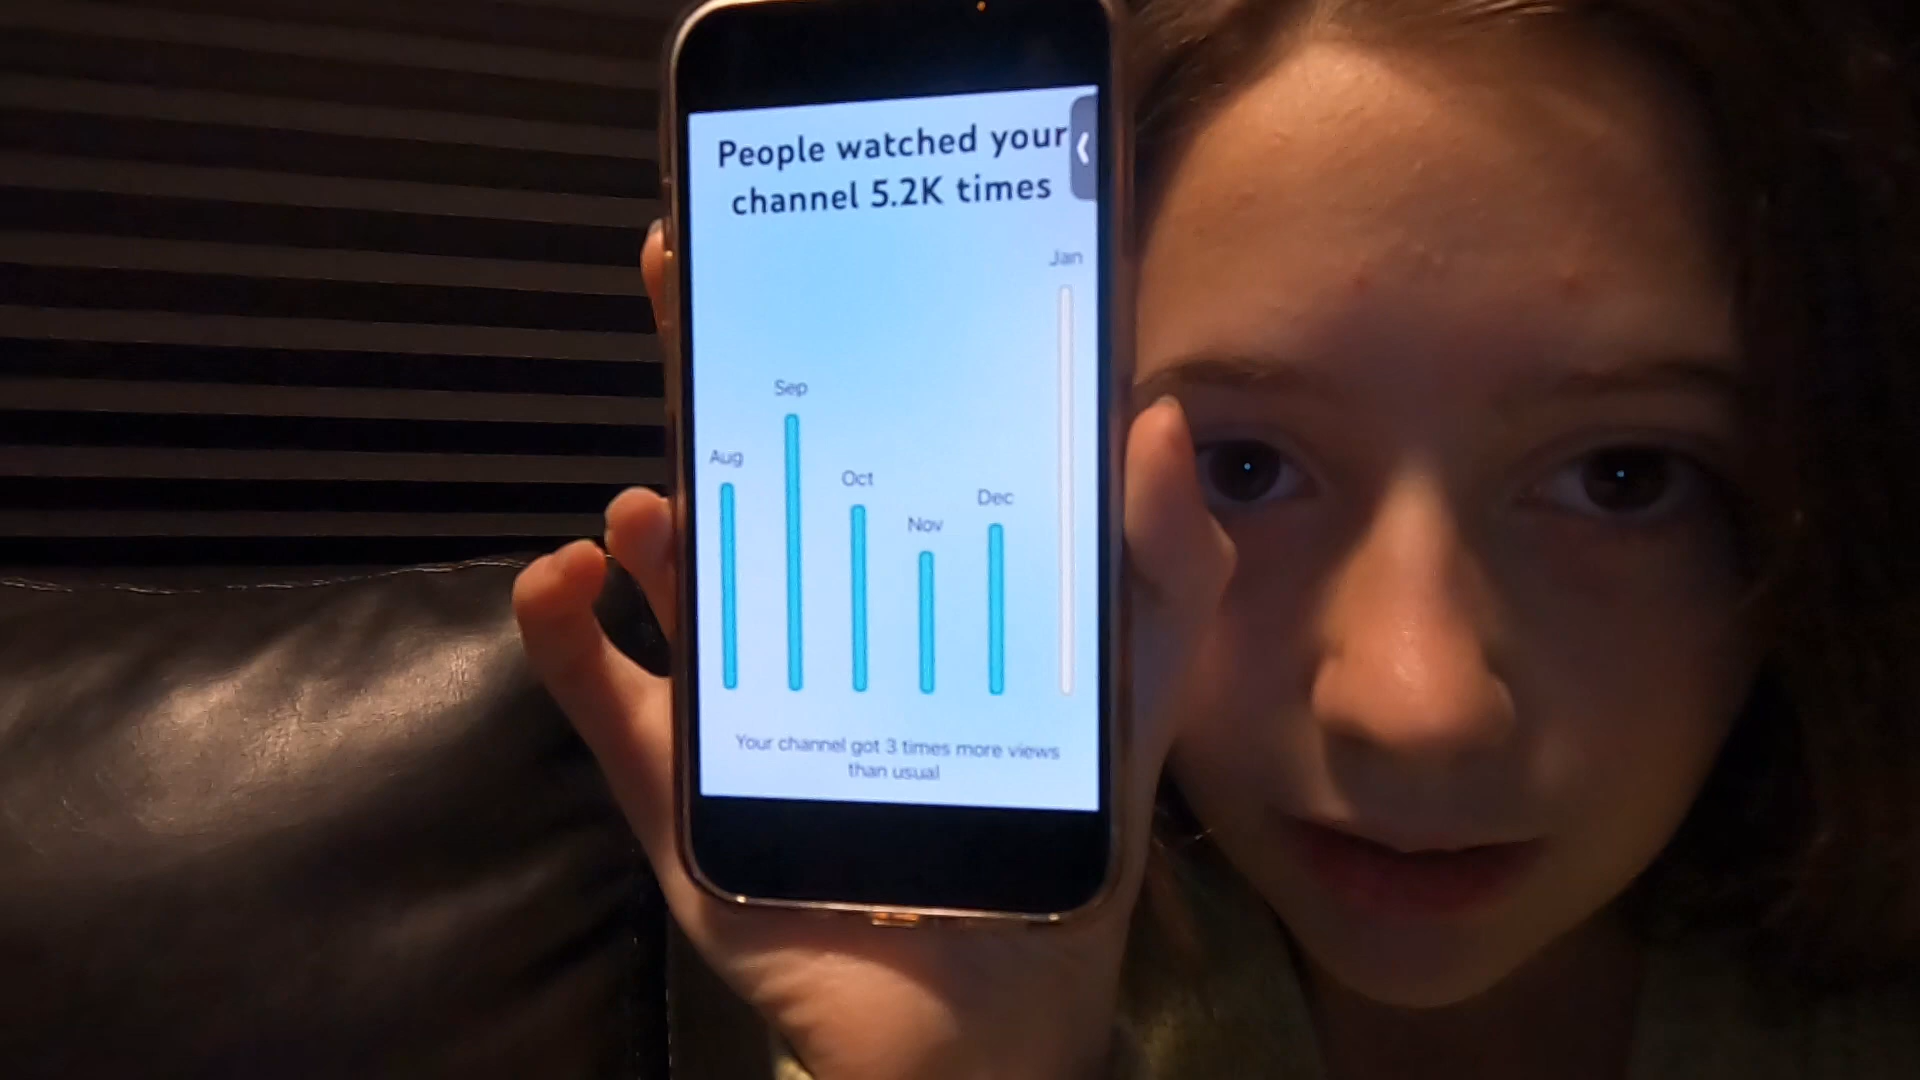 People watched your
channel 5.2K times
Jan
Sep
Aug
Oct
Dec
Nov
Your channel got 3 times more views
than usual